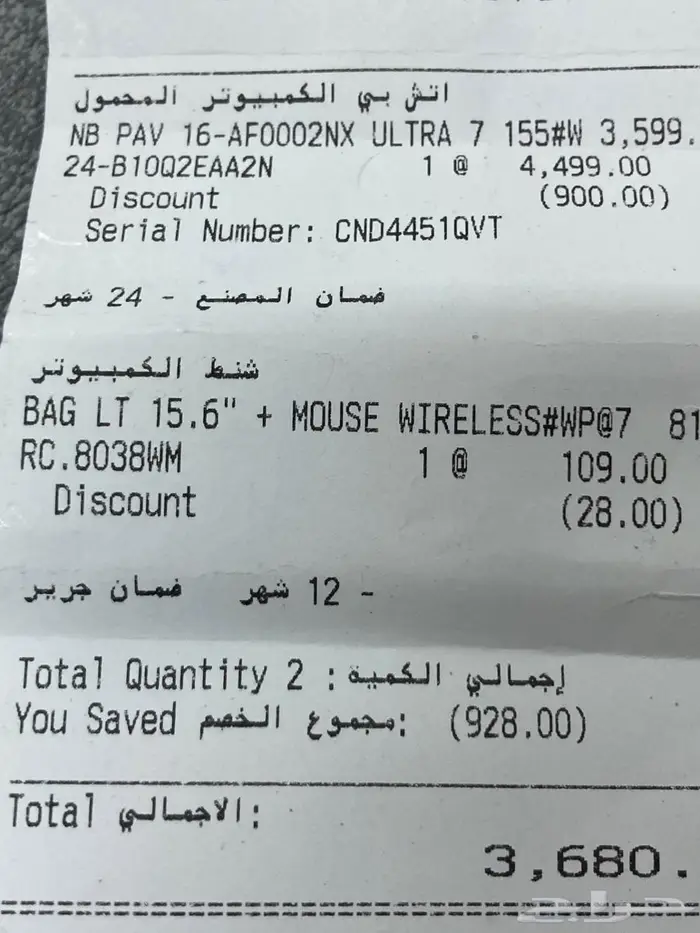 اتش بي الكمبيوتر المحمول
NB PAV 16-AF0002NX ULTRA 7 155#W 3,599.
24-B10Q2EAA2N 1 @ 4,499.00
Discount (900.00)
Serial Number: CND4451QVT
ضمان المصنع - 24 شهر
شنط الكمبيوتر
BAG LT 15.6" + MOUSE WIRELESS#WP@7 81
RC.8038WM 1 @ 109.00
Discount (28.00)
ضمان جرير - 12 شهر
Total Quantity 2 : إجمالي الكمية
You Saved مجموع الخصم: (928.00)
Total الاجمالي:
3,680.
حراج